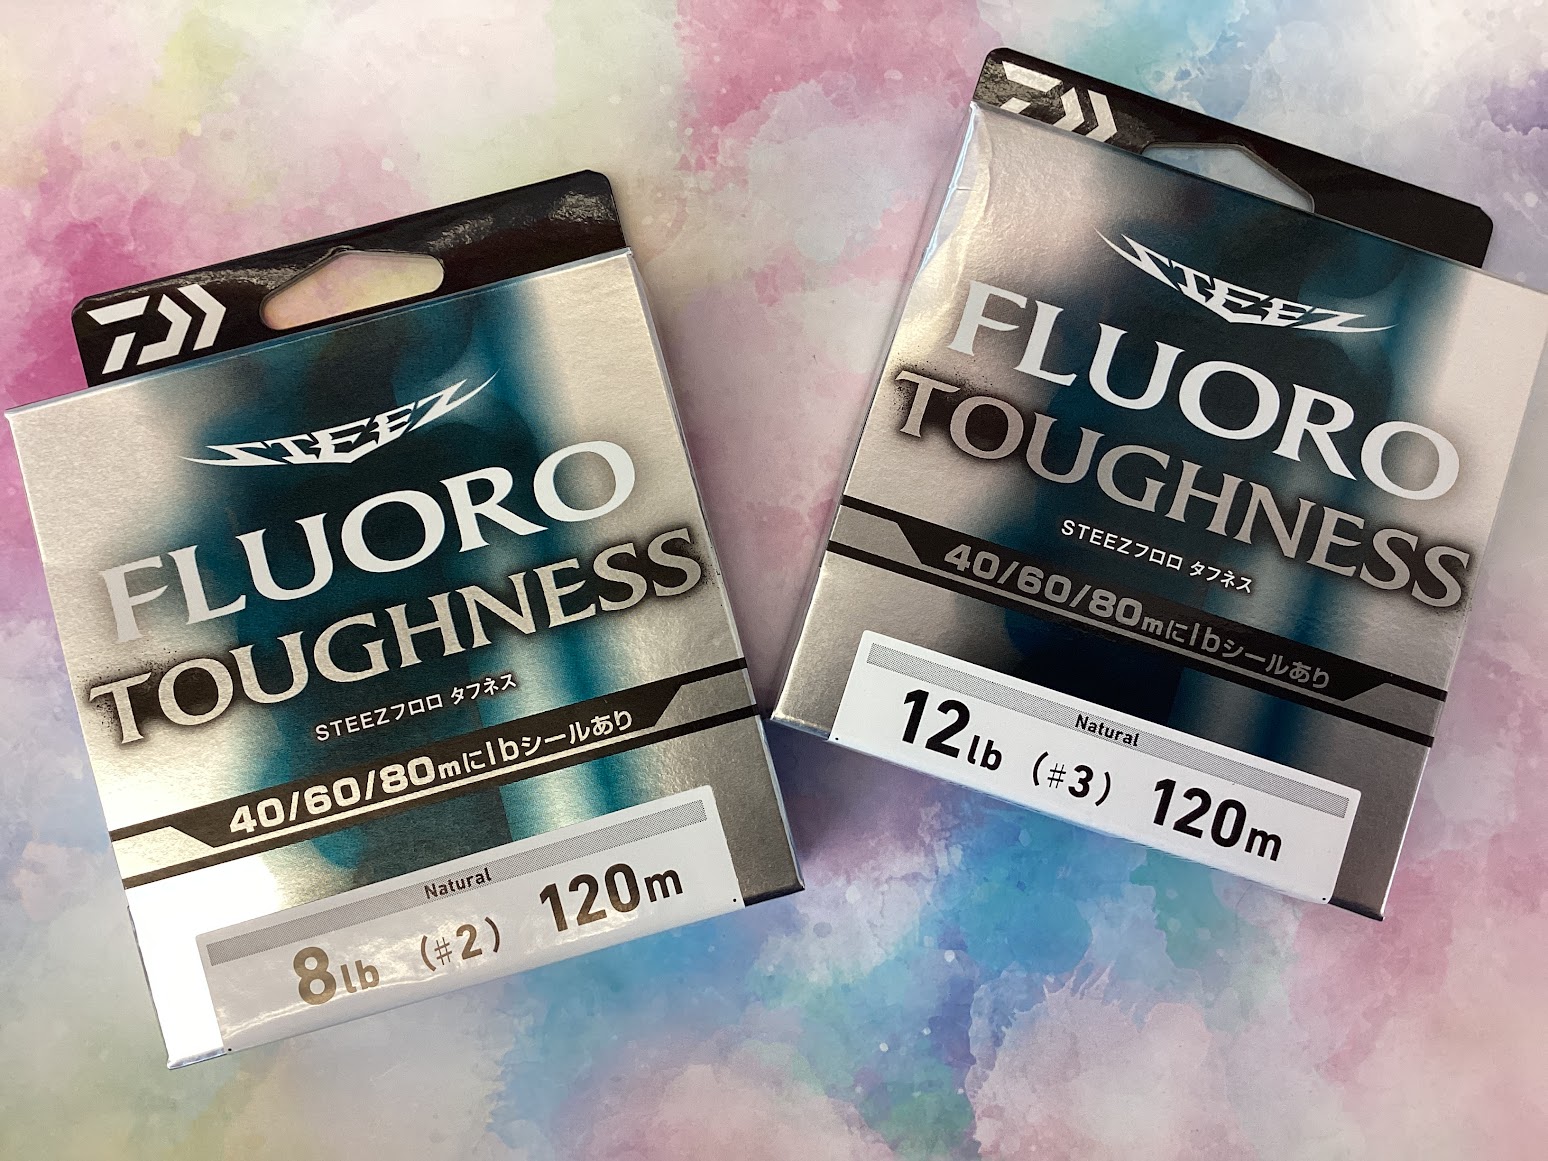 STEEZ
FLUORO
TOUGHNESS
STEEZフロロ タフネス
40/60/80mにlbシールあり
Natural
8lb (#2) 120m
STEEZ
FLUORO
TOUGHNESS
STEEZフロロ タフネス
40/60/80mにlbシールあり
Natural
12lb (#3) 120m